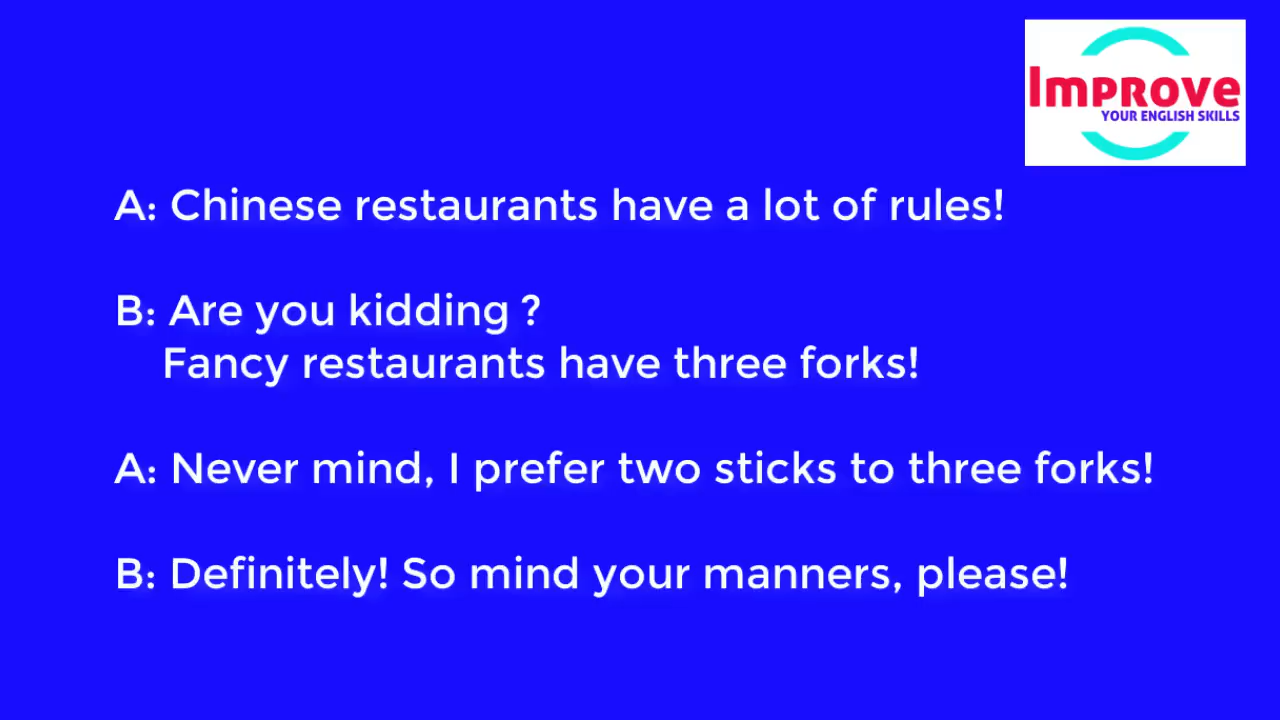 Improve
YOUR ENGLISH SKILLS
A: Chinese restaurants have a lot of rules!
B: Are you kidding ?
Fancy restaurants have three forks!
A: Never mind, I prefer two sticks to three forks!
B: Definitely! So mind your manners, please!